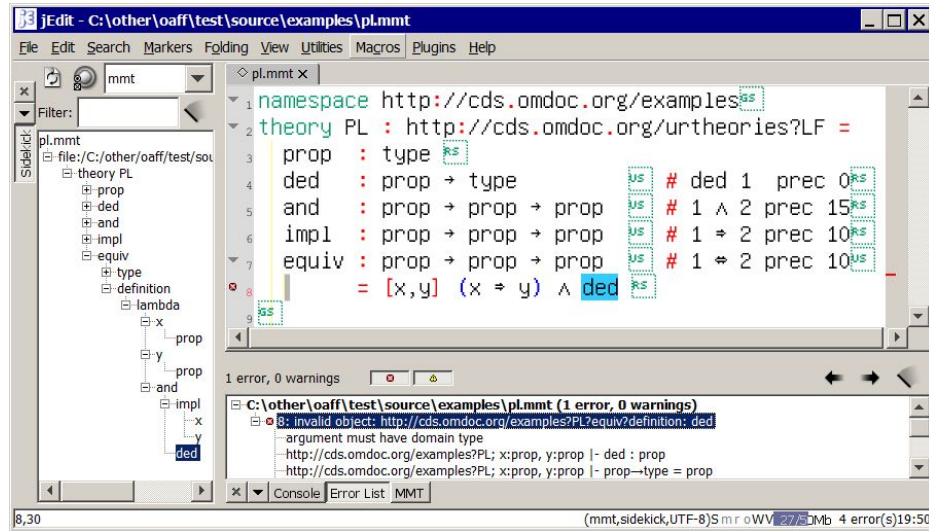 jEdit - C:\other\oaff\test\source\examples\pl.mmt
File Edit Search Markers Folding View Utilities Macros Plugins Help
mmt
Filter:
Sidekick
pl.mmt
file:/C:/other/oaff/test/sou
theory PL
prop
ded
and
impl
equiv
type
definition
lambda
x
prop
y
prop
and
impl
x
y
ded
pl.mmt
1 namespace http://cds.omdoc.org/examples GS
2 theory PL : http://cds.omdoc.org/urtheories?LF =
3 prop : type RS
4 ded : prop → type US # ded 1 prec 0 RS
5 and : prop → prop → prop US # 1 ∧ 2 prec 15 RS
6 impl : prop → prop → prop US # 1 ⇒ 2 prec 10 RS
7 equiv : prop → prop → prop US # 1 ⇔ 2 prec 10 US
8 = [x,y] (x ⇒ y) ∧ ded RS
9 GS
1 error, 0 warnings
C:\other\oaff\test\source\examples\pl.mmt (1 error, 0 warnings)
8: invalid object: http://cds.omdoc.org/examples?PL?equiv?definition: ded
argument must have domain type
http://cds.omdoc.org/examples?PL; x:prop, y:prop |- ded : prop
http://cds.omdoc.org/examples?PL; x:prop, y:prop |- prop→type = prop
Console Error List MMT
8,30
(mmt,sidekick,UTF-8)S m r o WV 27/50Mb 4 error(s)19:50